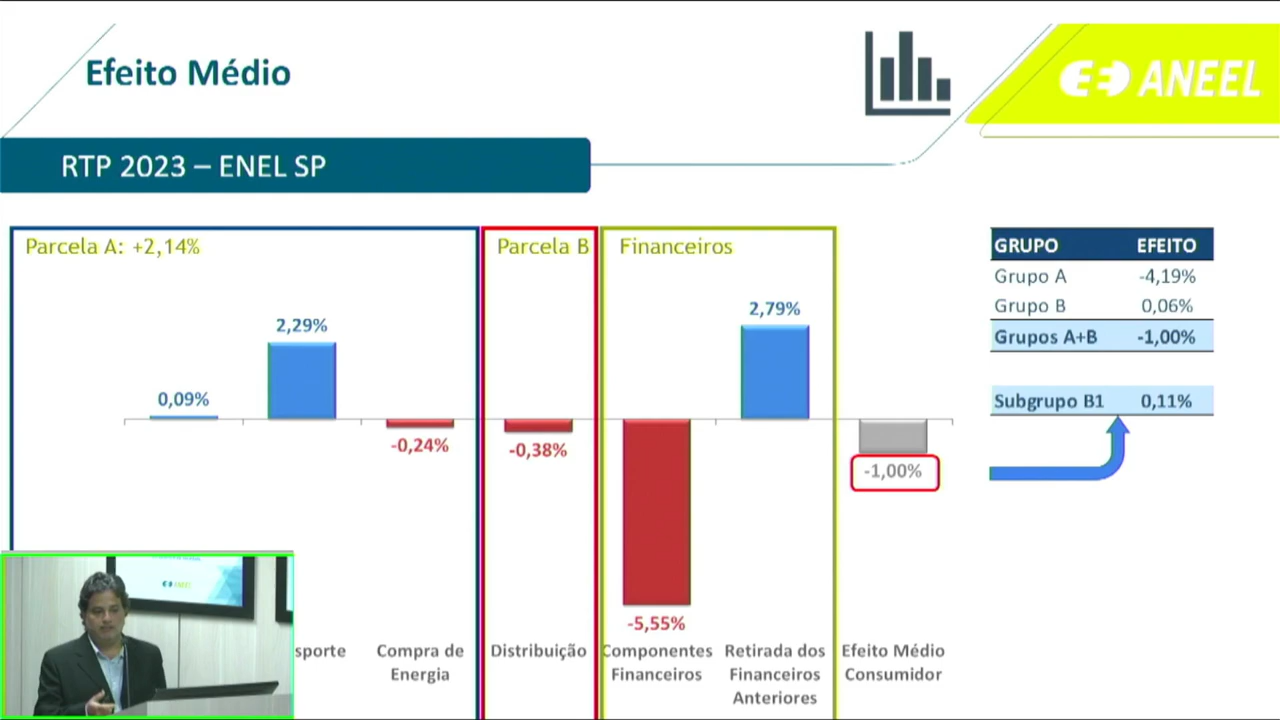 Efeito Médio
ANEEL
RTP 2023 – ENEL SP
Parcela A: +2,14%
Parcela B
Financeiros
0,09%
2,29%
-0,24%
-0,38%
-5,55%
2,79%
-1,00%
sporte
Compra de
Energia
Distribuição
Componentes
Financeiros
Retirada dos
Financeiros
Anteriores
Efeito Médio
Consumidor
GRUPO EFEITO
Grupo A -4,19%
Grupo B 0,06%
Grupos A+B -1,00%
Subgrupo B1 0,11%
ANEEL